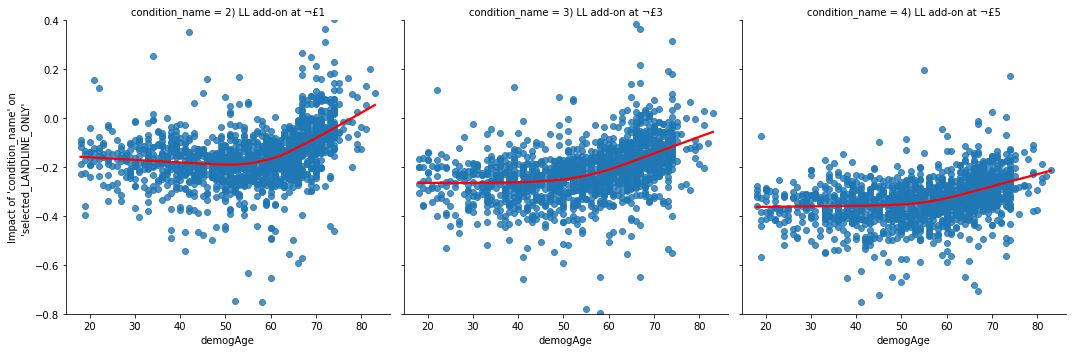 condition_name = 2) LL add-on at ¬£1
condition_name = 3) LL add-on at ¬£3
condition_name = 4) LL add-on at ¬£5
Impact of 'condition_name' on
'selected_LANDLINE_ONLY'
0.4
0.2
0.0
−0.2
−0.4
−0.6
−0.8
20 30 40 50 60 70 80
20 30 40 50 60 70 80
20 30 40 50 60 70 80
demogAge
demogAge
demogAge